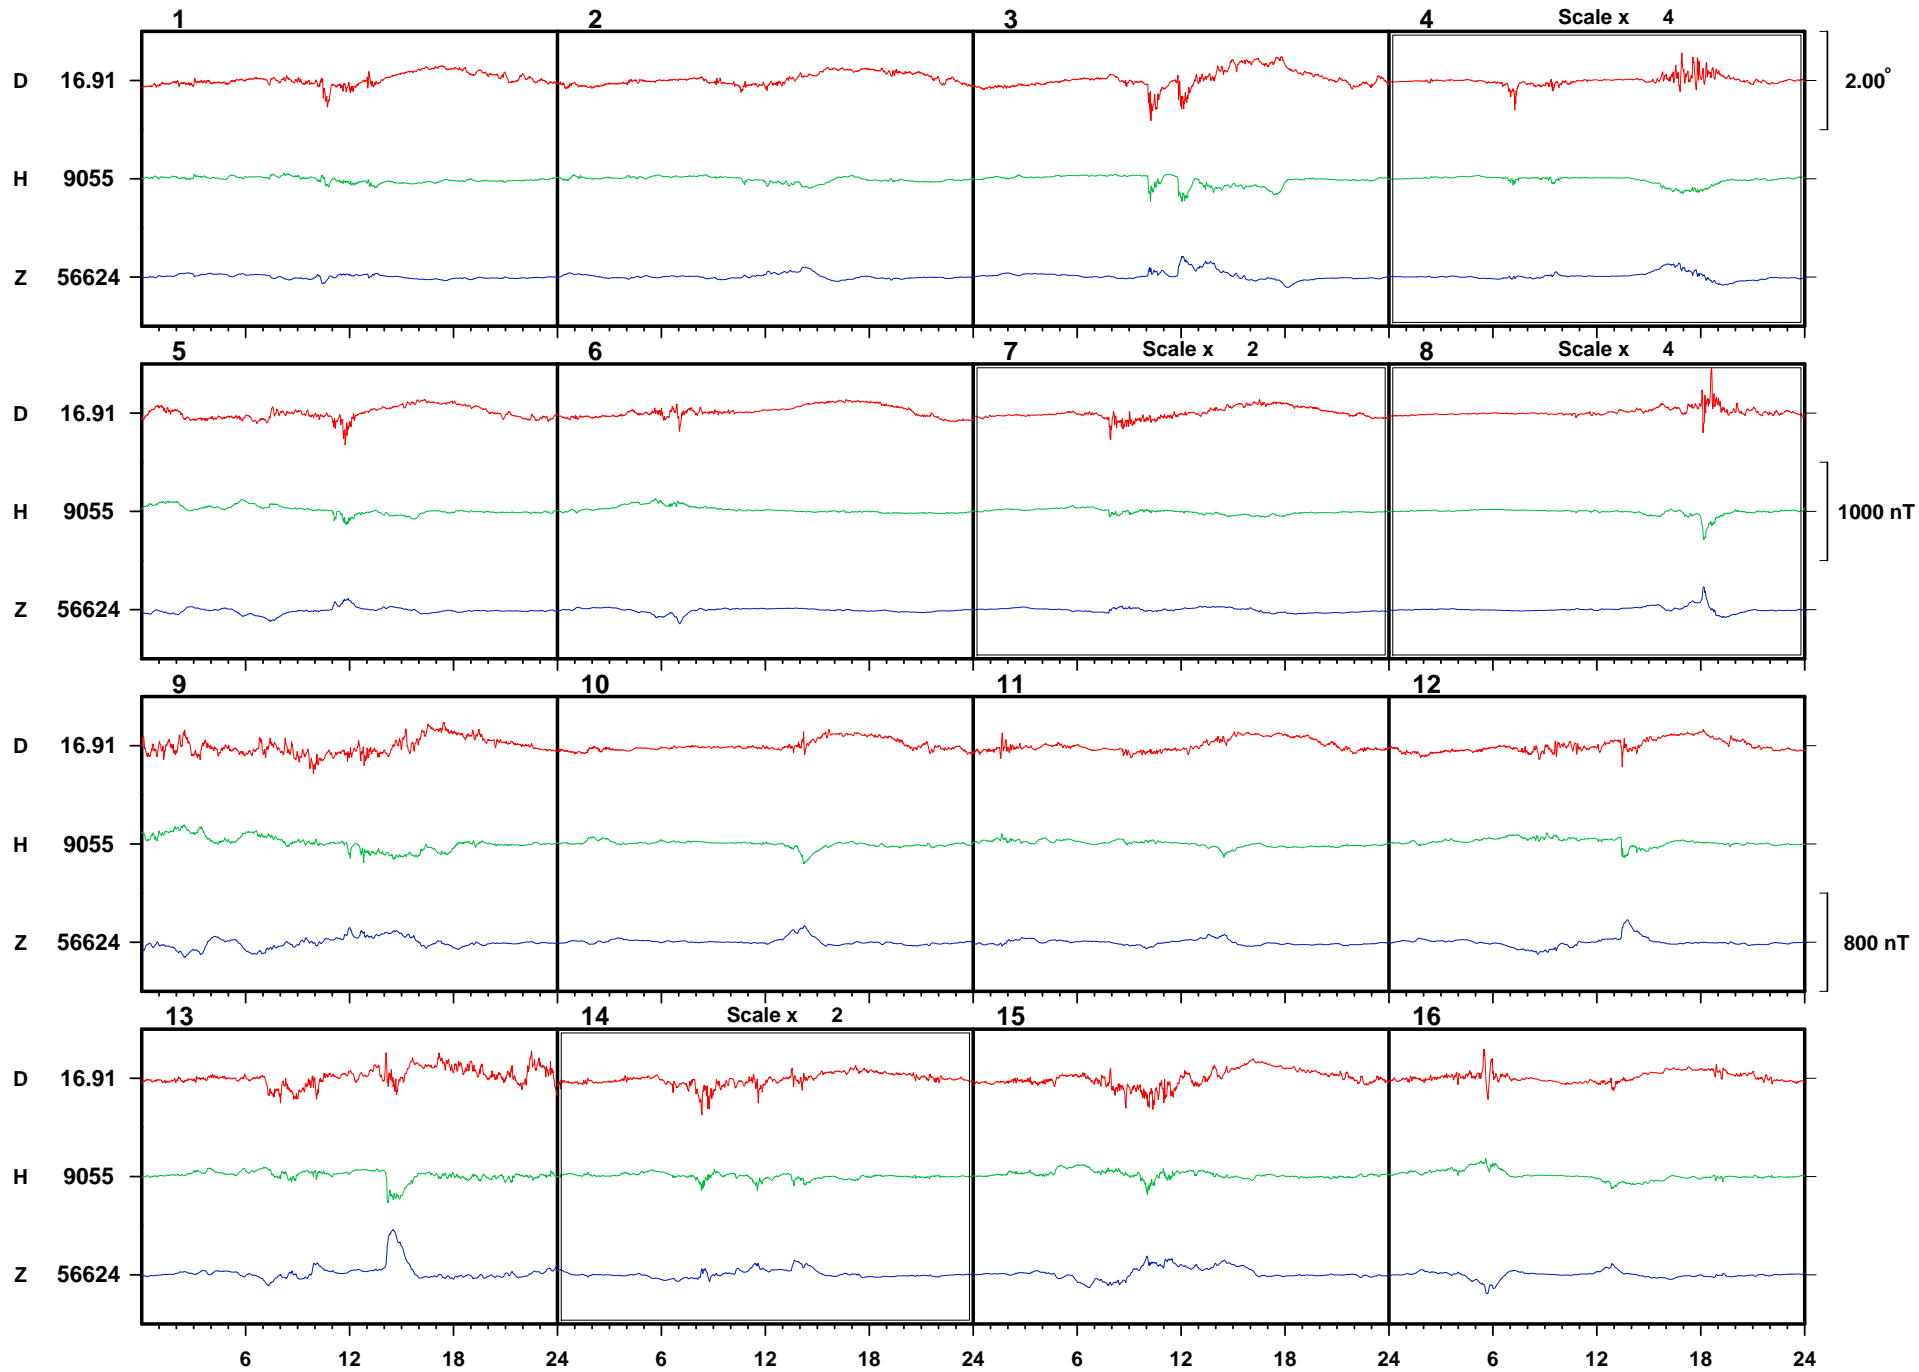 1 2 3 4 Scale x 4
D 16.91 2.00°
H 9055
Z 56624
5 6 7 Scale x 2 8 Scale x 4
D 16.91
H 9055 1000 nT
Z 56624
9 10 11 12
D 16.91
H 9055
Z 56624 800 nT
13 14 Scale x 2 15 16
D 16.91
H 9055
Z 56624
6 12 18 24 6 12 18 24 6 12 18 24 6 12 18 24